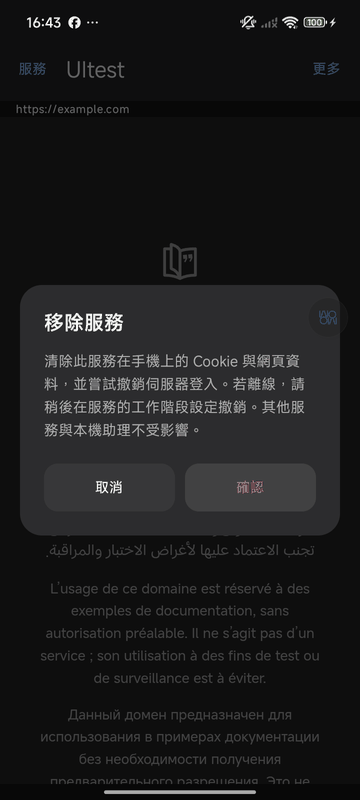 16:43
100
服務 UItest 更多
https://example.com
移除服務
清除此服務在手機上的 Cookie 與網頁資
料，並嘗試撤銷伺服器登入。若離線，請
稍後在服務的工作階段設定撤銷。其他服
務與本機助理不受影響。
取消 確認
تجنب الاعتماد عليها لأغراض الاختبار والمراقبة.
L'usage de ce domaine est réservé à des
exemples de documentation, sans
autorisation préalable. Il ne s'agit pas d'un
service ; son utilisation à des fins de test ou
de surveillance est à éviter.
Данный домен предназначен для
использования в примерах документации
без необходимости получения
предварительного разрешения. Это не